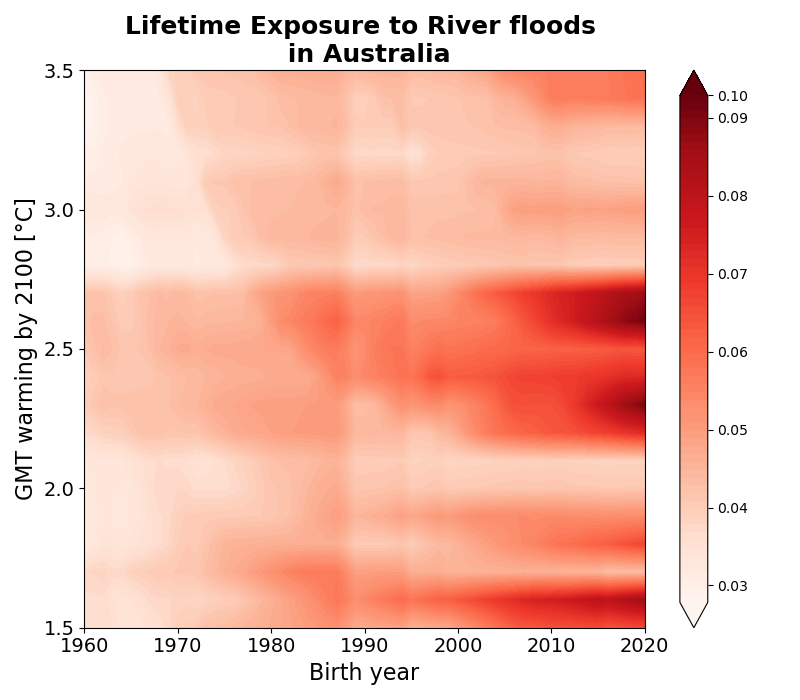 Lifetime Exposure to River floods
in Australia
GMT warming by 2100 [°C]
3.5
3.0
2.5
2.0
1.5
1960 1970 1980 1990 2000 2010 2020
Birth year
0.10
0.09
0.08
0.07
0.06
0.05
0.04
0.03